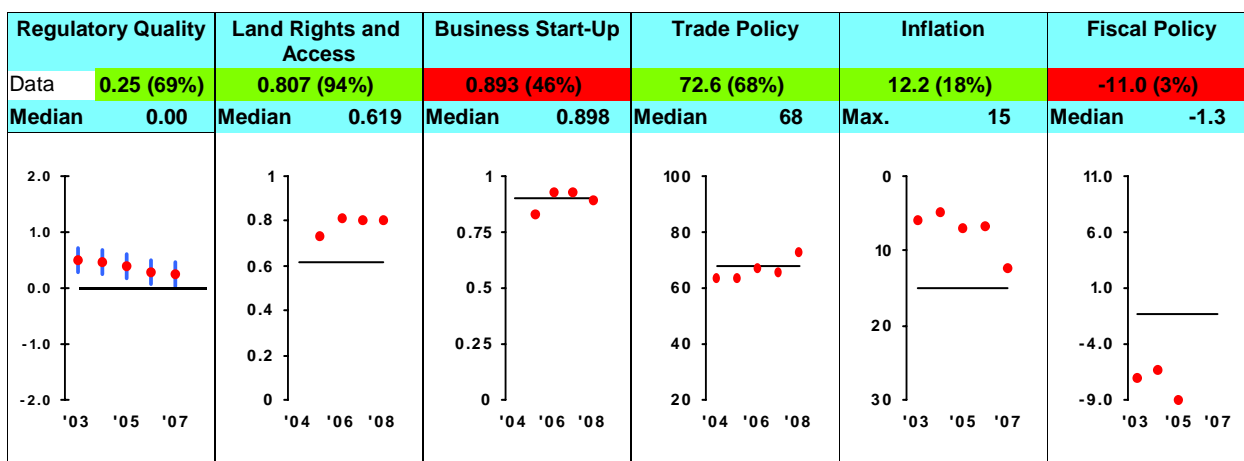 Regulatory Quality
Data 0.25 (69%)
Median 0.00
2.0
1.0
0.0
-1.0
-2.0
'03 '05 '07
Land Rights and
Access
0.807 (94%)
Median 0.619
1
0.8
0.6
0.4
0.2
0
'04 '06 '08
Business Start-Up
0.893 (46%)
Median 0.898
1
0.75
0.5
0.25
0
'04 '06 '08
Trade Policy
72.6 (68%)
Median 68
100
80
60
40
20
'04 '06 '08
Inflation
12.2 (18%)
Max. 15
0
10
20
30
'03 '05 '07
Fiscal Policy
-11.0 (3%)
Median -1.3
11.0
6.0
1.0
-4.0
-9.0
'03 '05 '07